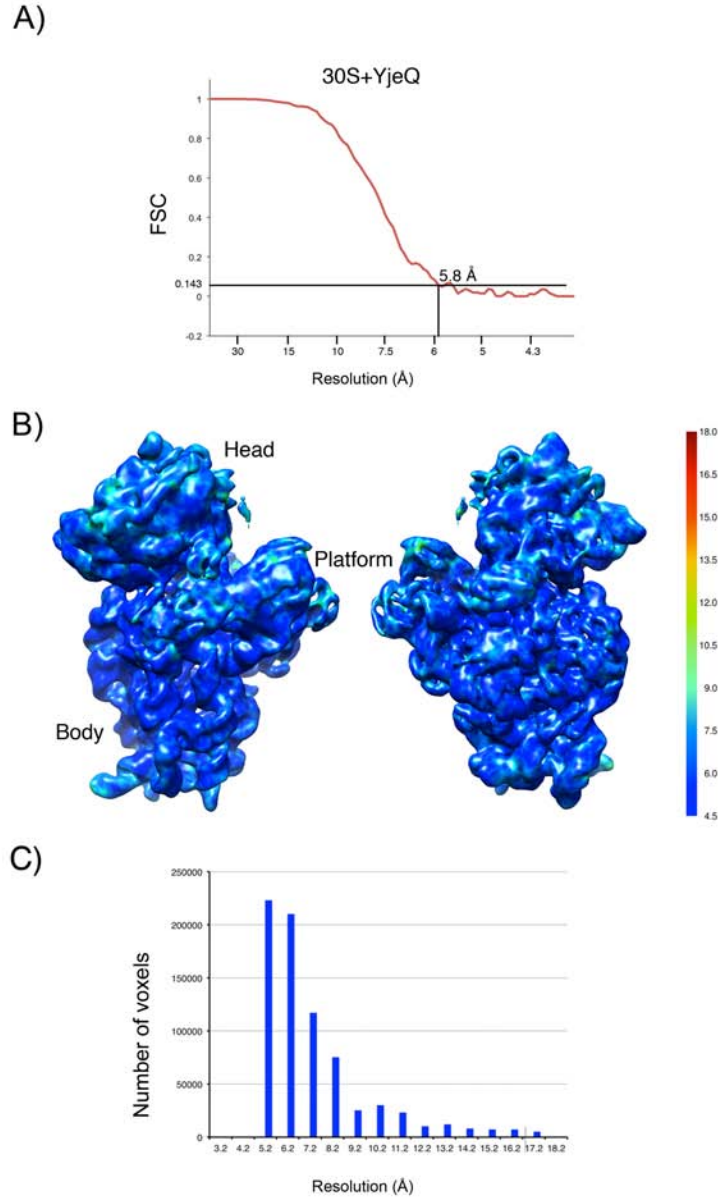 A)
30S+YjeQ
1
0.8
0.6
0.4
0.2
0.143
0
-0.2
FSC
5.8 Å
30 15 10 7.5 6 5 4.3
Resolution (Å)
B)
Head
Platform
Body
18.0
16.5
15.0
13.5
12.0
10.5
9.0
7.5
6.0
4.5
C)
250000
200000
150000
100000
50000
0
Number of voxels
3.2 4.2 5.2 6.2 7.2 8.2 9.2 10.2 11.2 12.2 13.2 14.2 15.2 16.2 17.2 18.2
Resolution (Å)